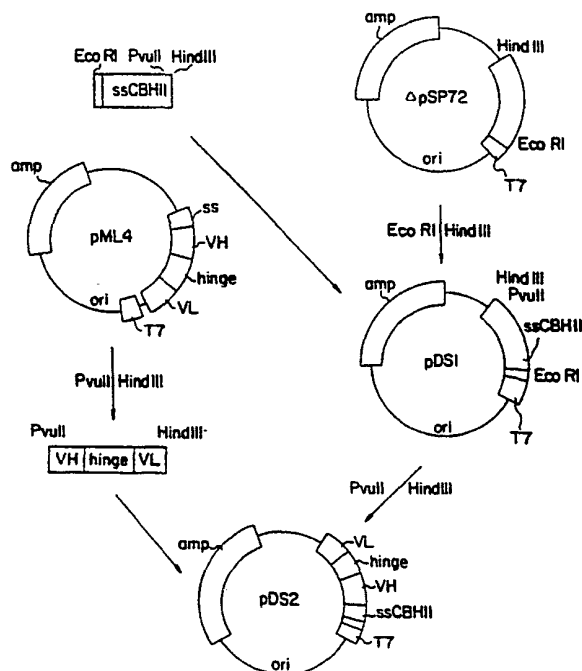 Eco RI PvuII HindIII
ssCBHII
amp
Hind III
ΔpSP72
Eco RI
ori
T7
amp
pML4
ss
VH
hinge
VL
ori
T7
Eco RI HindIII
amp
Hind III
PvuII
ssCBHII
pDS1
Eco RI
ori
T7
PvuII HindIII
PvuII HindIII-
VH hinge VL
PvuII HindIII
amp
VL
hinge
VH
pDS2
ssCBHII
T7
ori